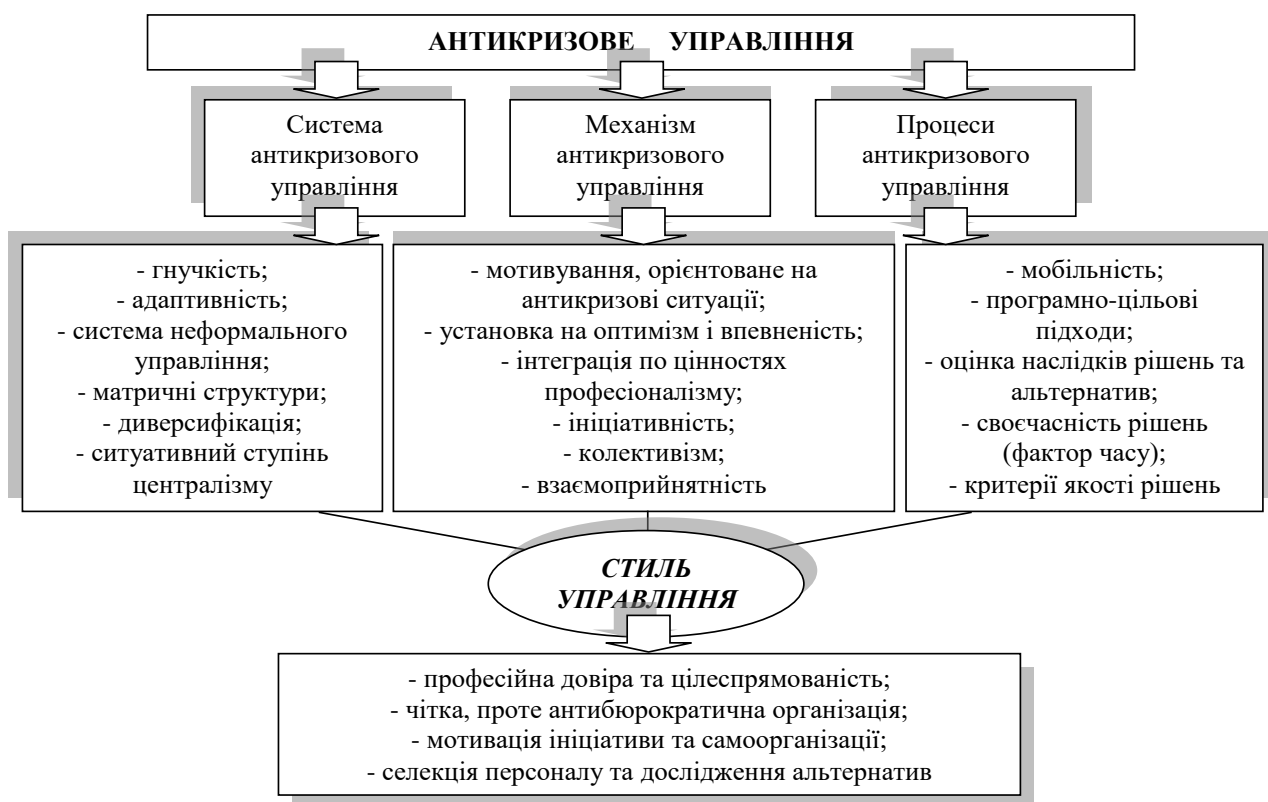 АНТИКРИЗОВЕ УПРАВЛІННЯ
Система
антикризового
управління
Механізм
антикризового
управління
Процеси
антикризового
управління
- гнучкість;
- адаптивність;
- система неформального
управління;
- матричні структури;
- диверсифікація;
- ситуативний ступінь
централізму
- мотивування, орієнтоване на
антикризові ситуації;
- установка на оптимізм і впевненість;
- інтеграція по цінностях
професіоналізму;
- ініціативність;
- колективізм;
- взаємоприйнятність
- мобільність;
- програмно-цільові
підходи;
- оцінка наслідків рішень та
альтернатив;
- своєчасність рішень
(фактор часу);
- критерії якості рішень
СТИЛЬ
УПРАВЛІННЯ
- професійна довіра та цілеспрямованість;
- чітка, проте антибюрократична організація;
- мотивація ініціативи та самоорганізації;
- селекція персоналу та дослідження альтернатив